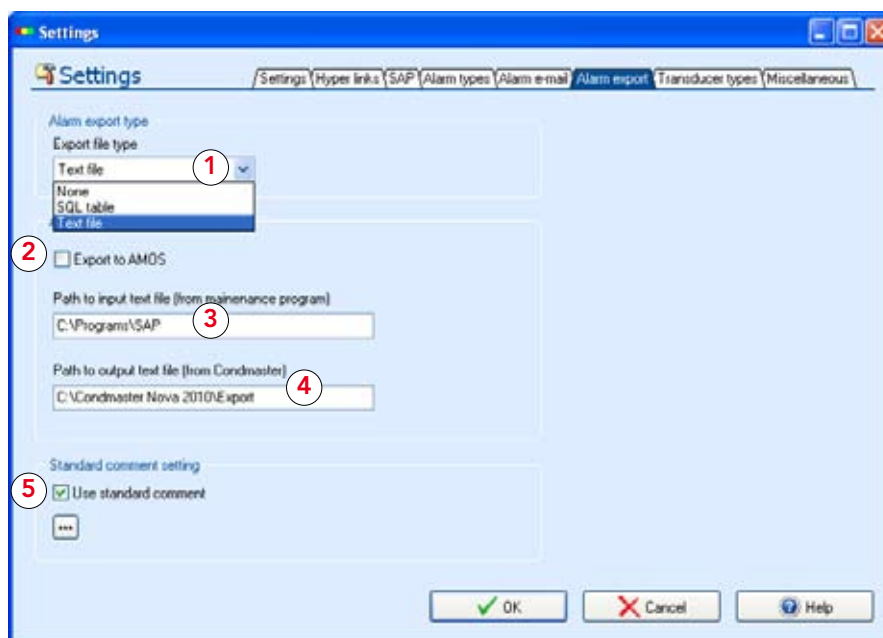 Settings
Settings
Settings Hyper links SAP Alarm types Alarm e-mail Alarm export Transducer types Miscellaneous
Alarm export type
Export file type
Text file
1
None
SQL table
Text file
2
Export to AMOS
Path to input text file (from mainenance program)
C:\Programs\SAP
3
Path to output text file (from Condmaster)
4
C:\Condmaster Nova 2010\Export
Standard comment setting
5
Use standard comment
...
OK
Cancel
Help